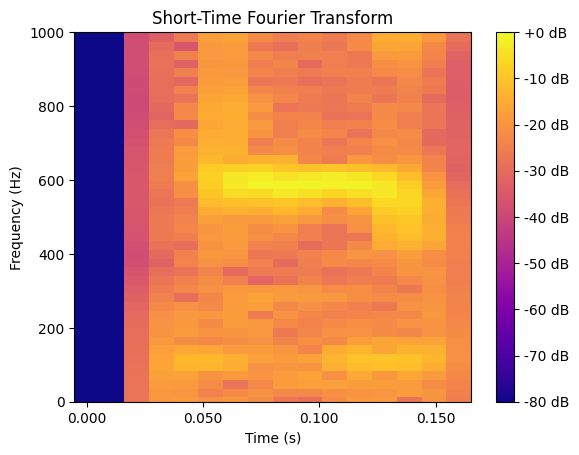 Short-Time Fourier Transform
1000
800
600
400
200
0
Frequency (Hz)
0.000
0.050
0.100
0.150
Time (s)
+0 dB
-10 dB
-20 dB
-30 dB
-40 dB
-50 dB
-60 dB
-70 dB
-80 dB